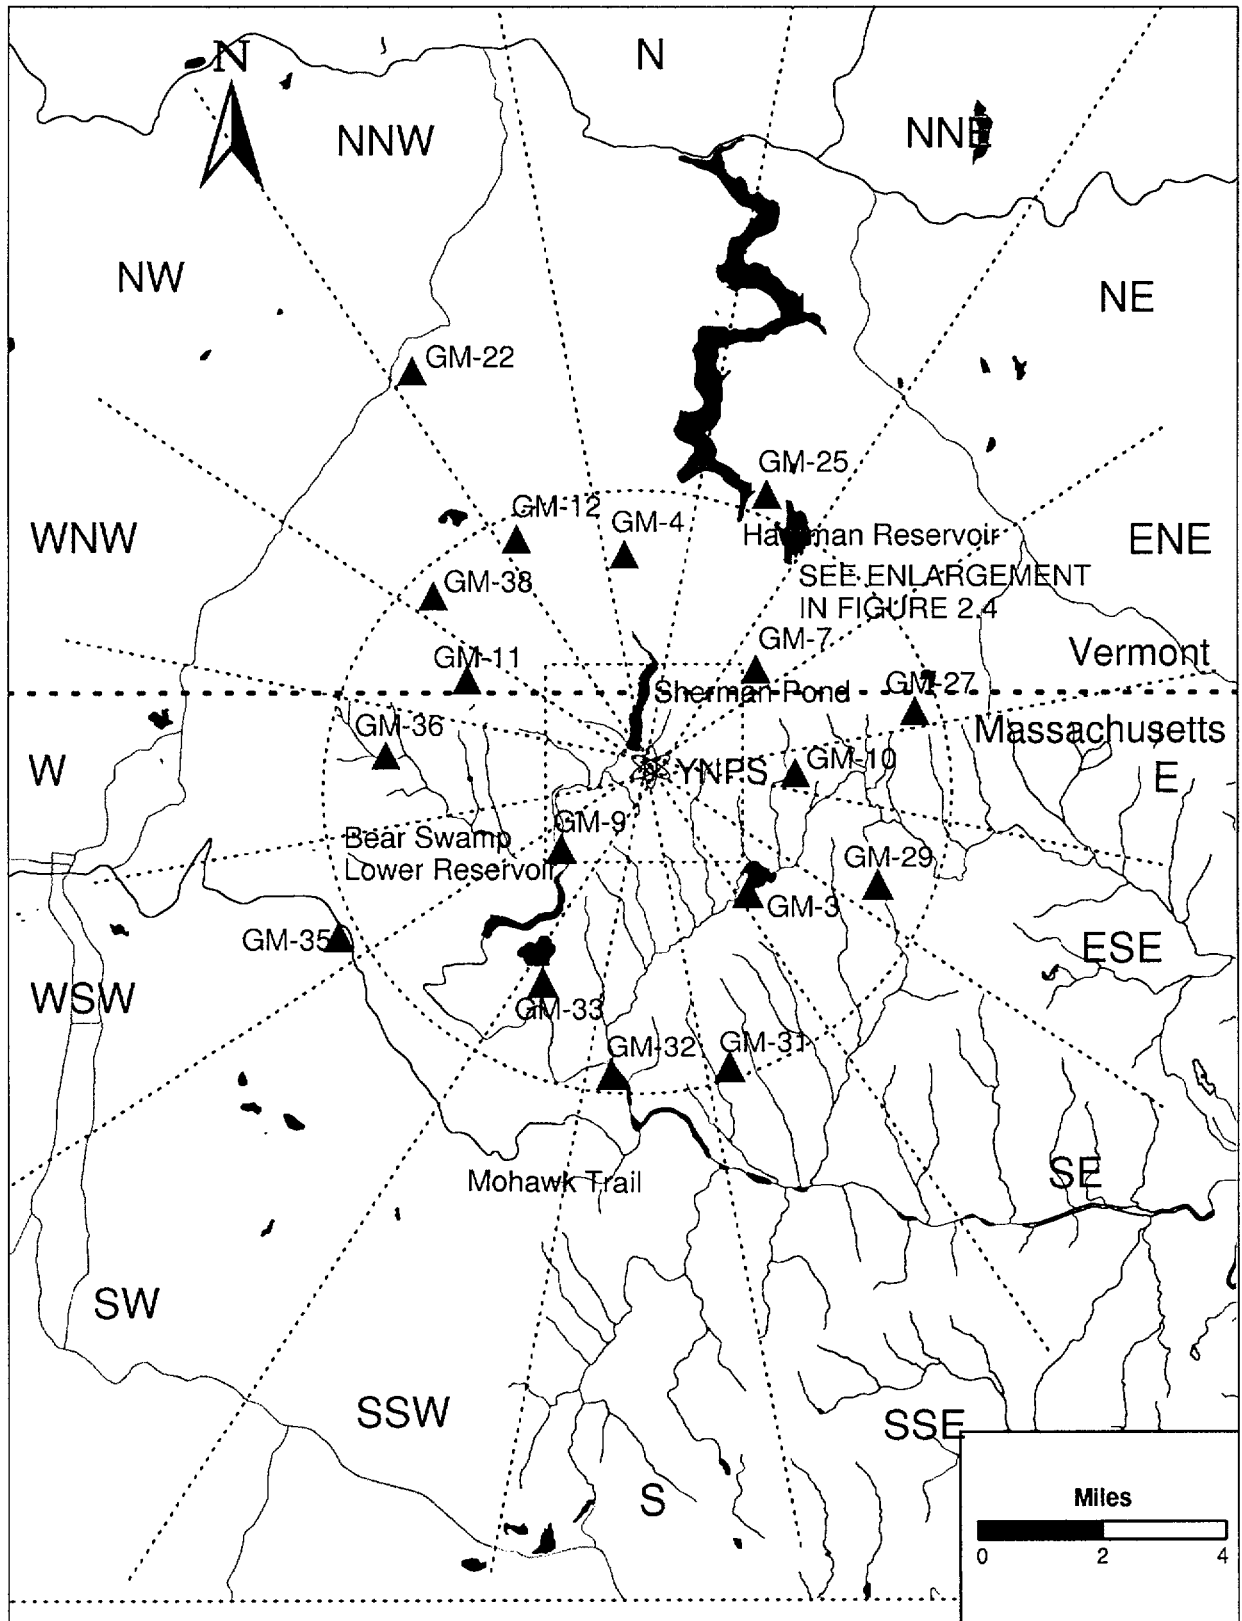 N
N
NNW
NNE
NW
NE
GM-22
GM-25
GM-12
GM-4
WNW
Harriman Reservoir
ENE
SEE ENLARGEMENT
IN FIGURE 2.4
GM-38
GM-7
GM-11
Vermont
GM-27
Sherman Pond
GM-36
Massachusetts
W
YNPS
GM-10
E
GM-9
Bear Swamp
Lower Reservoir
GM-29
GM-3
GM-35
ESE
WSW
GM-33
GM-32
GM-31
Mohawk Trail
SE
SW
SSW
SSE
S
Miles
0 2 4